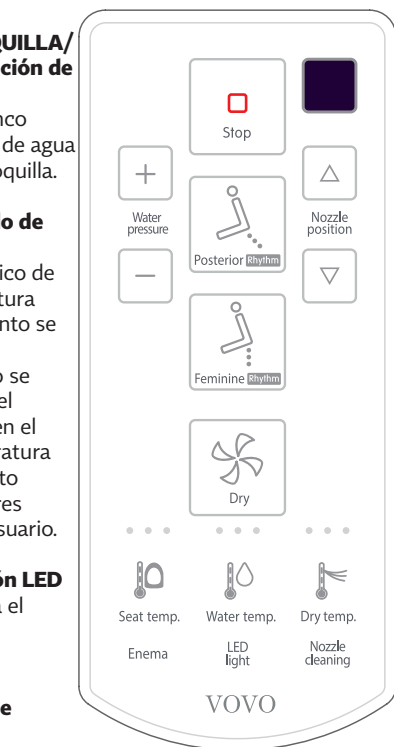 QUILLA/
ción de
nco
de agua
quilla.
lo de
ico de
tura
nto se
o se
el
en el
ratura
to
res
suario.
ón LED
a el
e
Stop
Water
pressure
Nozzle
position
Posterior Rhythm
Feminine Rhythm
Dry
Seat temp.
Water temp.
Dry temp.
Enema
LED
light
Nozzle
cleaning
VOVO